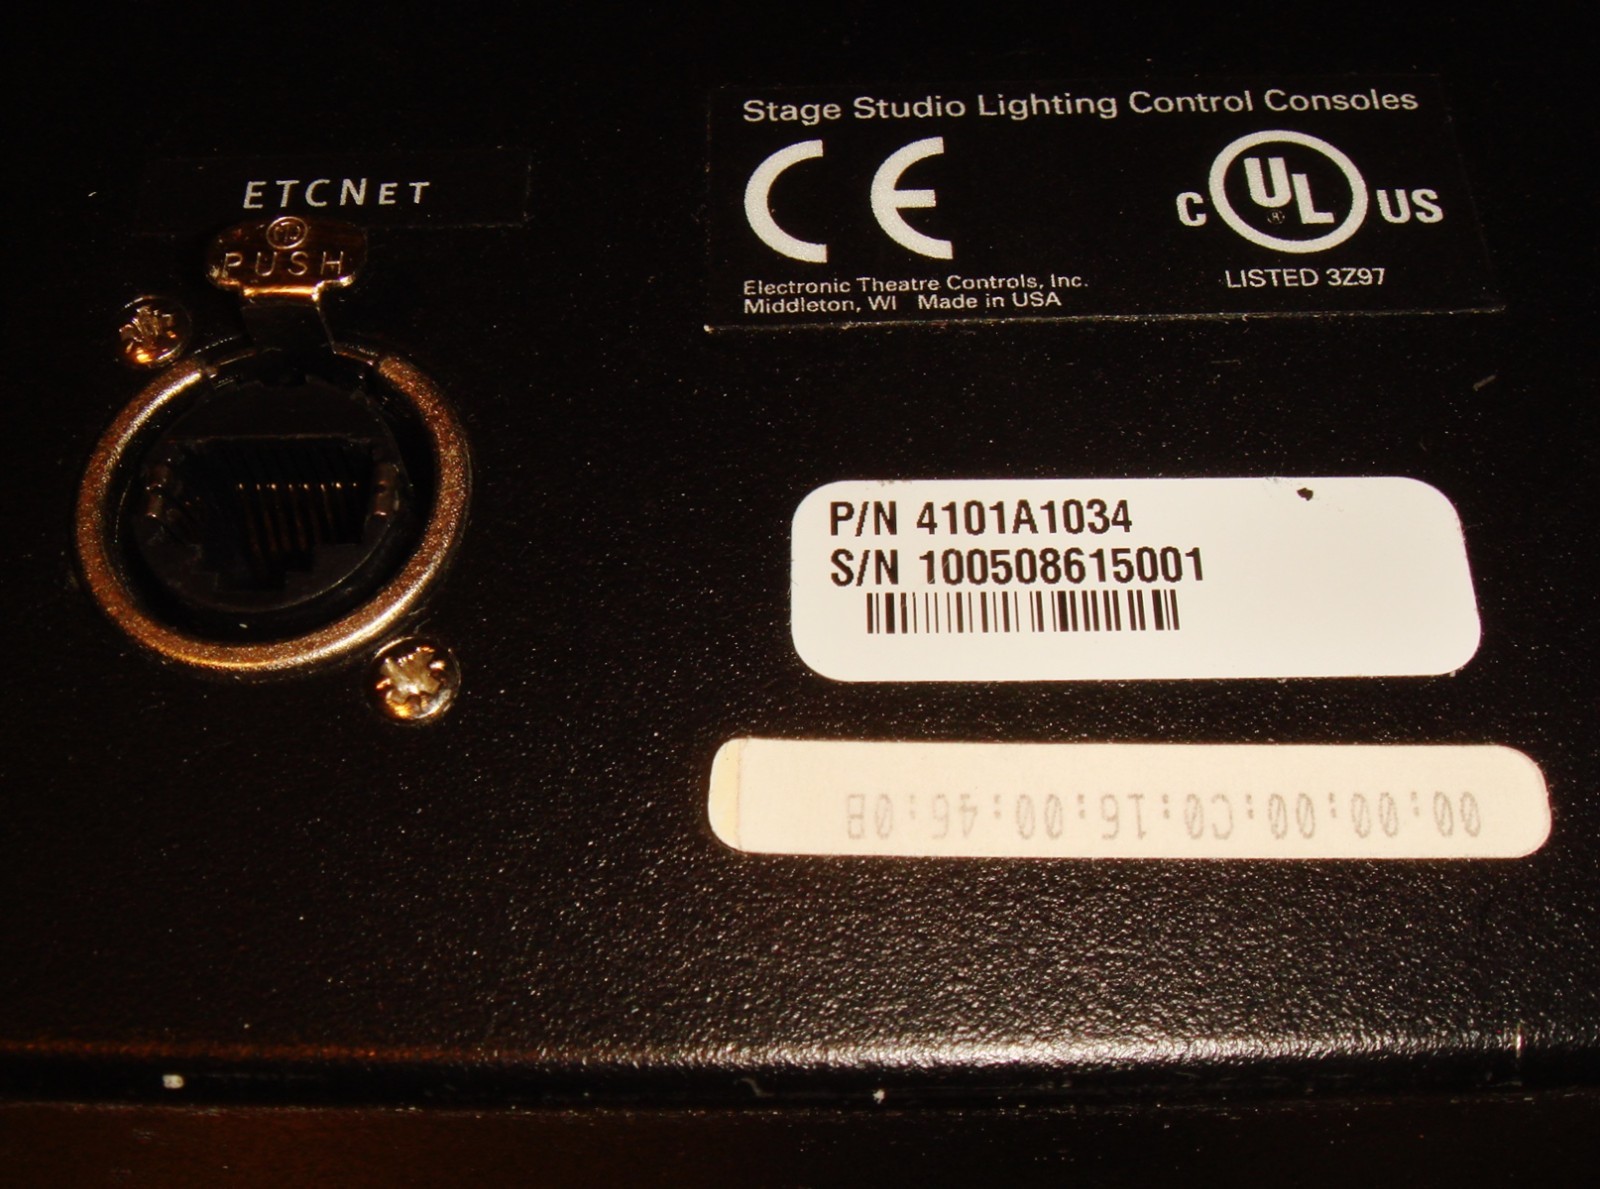 Stage Studio Lighting Control Consoles
CE
C UL US
LISTED 3Z97
Electronic Theatre Controls, Inc.
Middleton, WI Made in USA
ETCNET
PUSH
P/N 4101A1034
S/N 100508615001
00:00:00:C0:16:00:46:0B